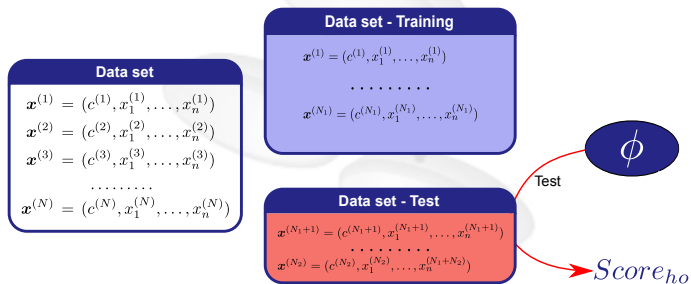 Data set
𝒙^{(1)} = (c^{(1)}, x_1^{(1)}, . . . , x_n^{(1)})
𝒙^{(2)} = (c^{(2)}, x_1^{(2)}, . . . , x_n^{(2)})
𝒙^{(3)} = (c^{(3)}, x_1^{(3)}, . . . , x_n^{(3)})
.........
𝒙^{(N)} = (c^{(N)}, x_1^{(N)}, . . . , x_n^{(N)})
Data set - Training
𝒙^{(1)} = (c^{(1)}, x_1^{(1)}, . . . , x_n^{(1)})
.........
𝒙^{(N_1)} = (c^{(N_1)}, x_1^{(N_1)}, . . . , x_n^{(N_1)})
Data set - Test
𝒙^{(N_1+1)} = (c^{(N_1+1)}, x_1^{(N_1+1)}, . . . , x_n^{(N_1+1)})
.........
𝒙^{(N_2)} = (c^{(N_2)}, x_1^{(N_2)}, . . . , x_n^{(N_1+N_2)})
ϕ
Test
Score_{ho}